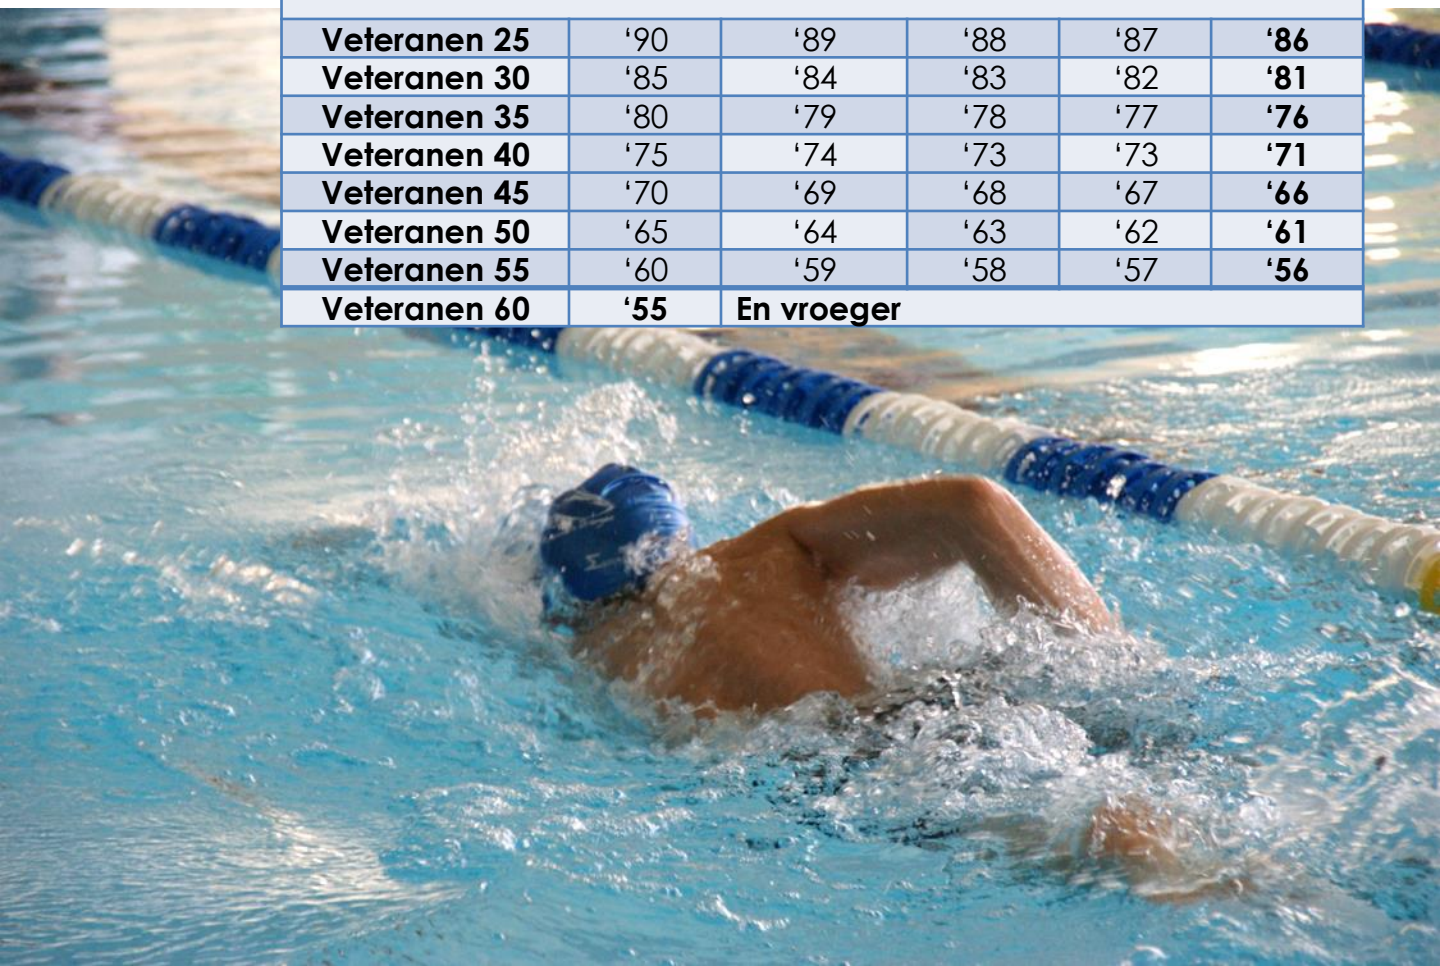 Veteranen 25 ‘90 ‘89 ‘88 ‘87 ‘86
Veteranen 30 ‘85 ‘84 ‘83 ‘82 ‘81
Veteranen 35 ‘80 ‘79 ‘78 ‘77 ‘76
Veteranen 40 ‘75 ‘74 ‘73 ‘73 ‘71
Veteranen 45 ‘70 ‘69 ‘68 ‘67 ‘66
Veteranen 50 ‘65 ‘64 ‘63 ‘62 ‘61
Veteranen 55 ‘60 ‘59 ‘58 ‘57 ‘56
Veteranen 60 ‘55 En vroeger